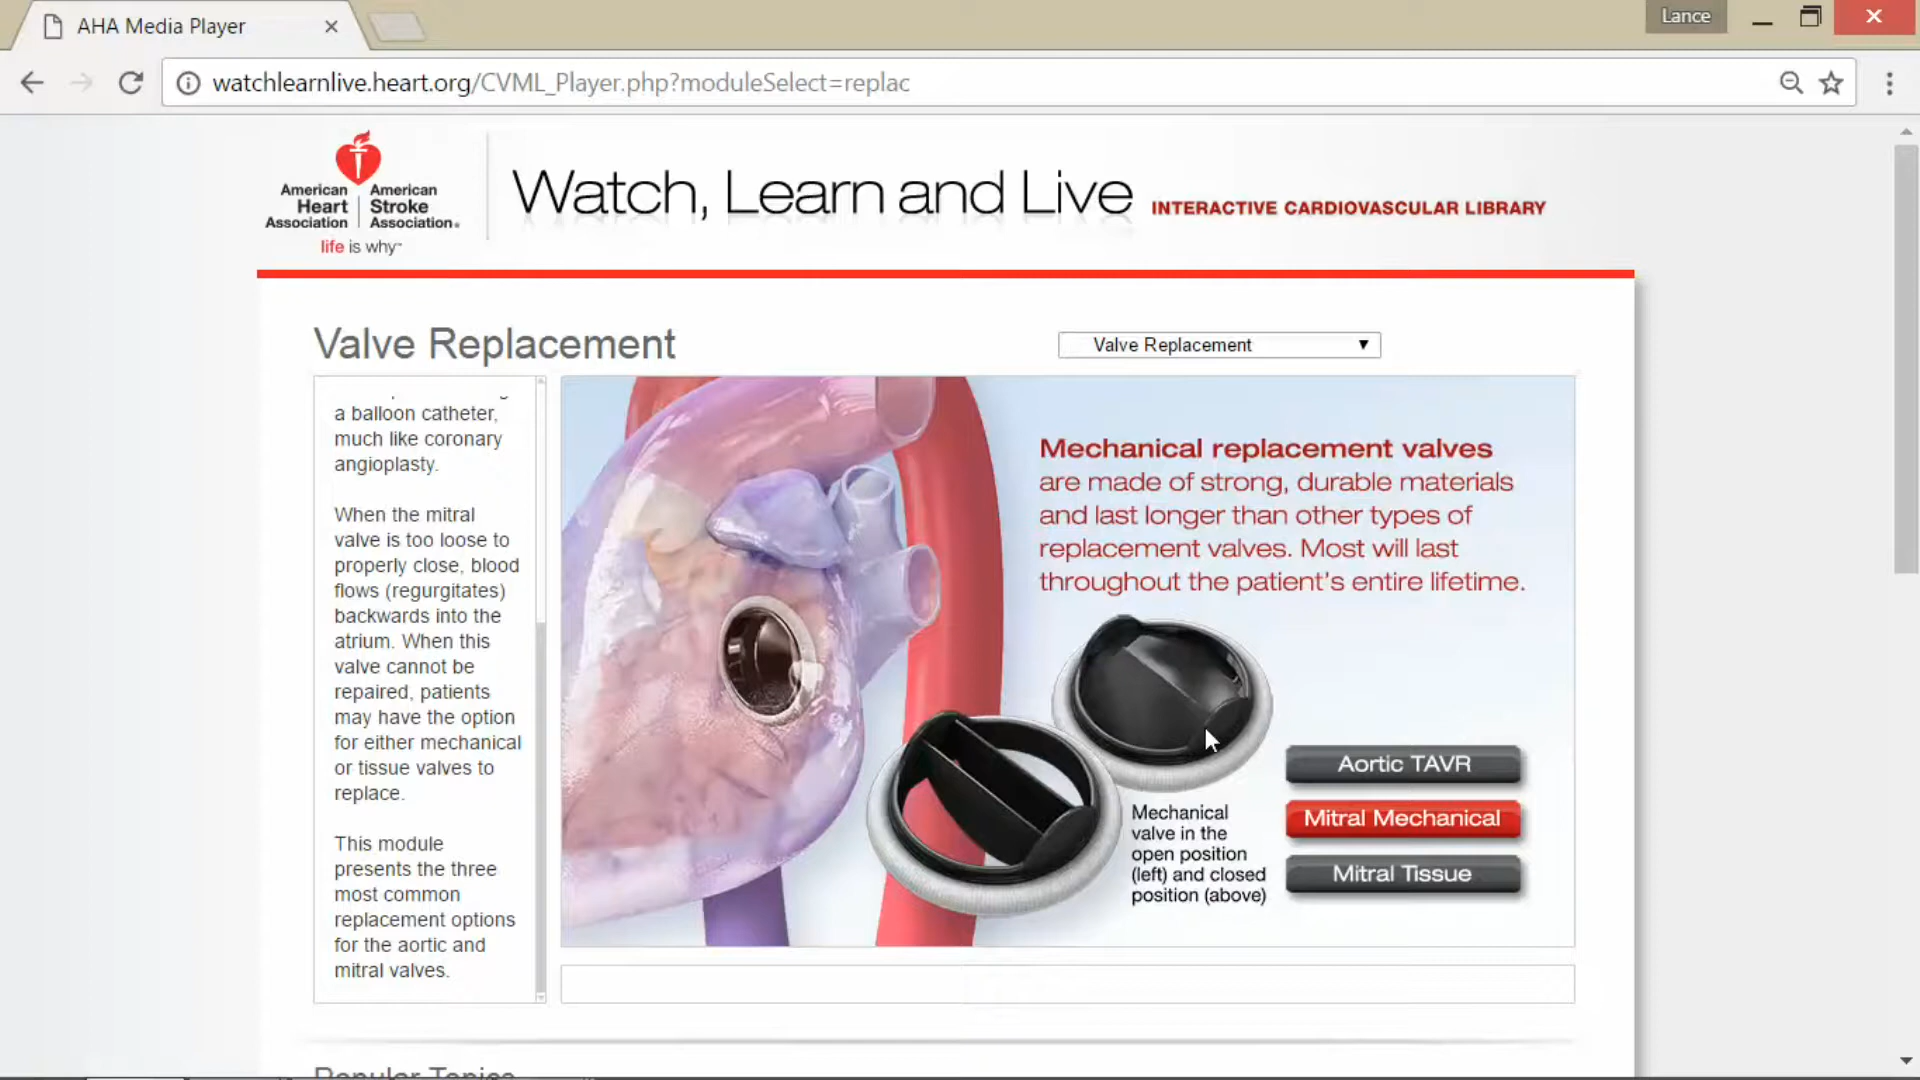 AHA Media Player
Lance
watchlearnlive.heart.org/CVML_Player.php?moduleSelect=replac
American Heart Association
American Stroke Association®
life is why™
Watch, Learn and Live INTERACTIVE CARDIOVASCULAR LIBRARY
Valve Replacement
Valve Replacement
a balloon catheter,
much like coronary
angioplasty.
When the mitral
valve is too loose to
properly close, blood
flows (regurgitates)
backwards into the
atrium. When this
valve cannot be
repaired, patients
may have the option
for either mechanical
or tissue valves to
replace.
This module
presents the three
most common
replacement options
for the aortic and
mitral valves.
Mechanical replacement valves
are made of strong, durable materials
and last longer than other types of
replacement valves. Most will last
throughout the patient's entire lifetime.
Mechanical
valve in the
open position
(left) and closed
position (above)
Aortic TAVR
Mitral Mechanical
Mitral Tissue
Popular Topics